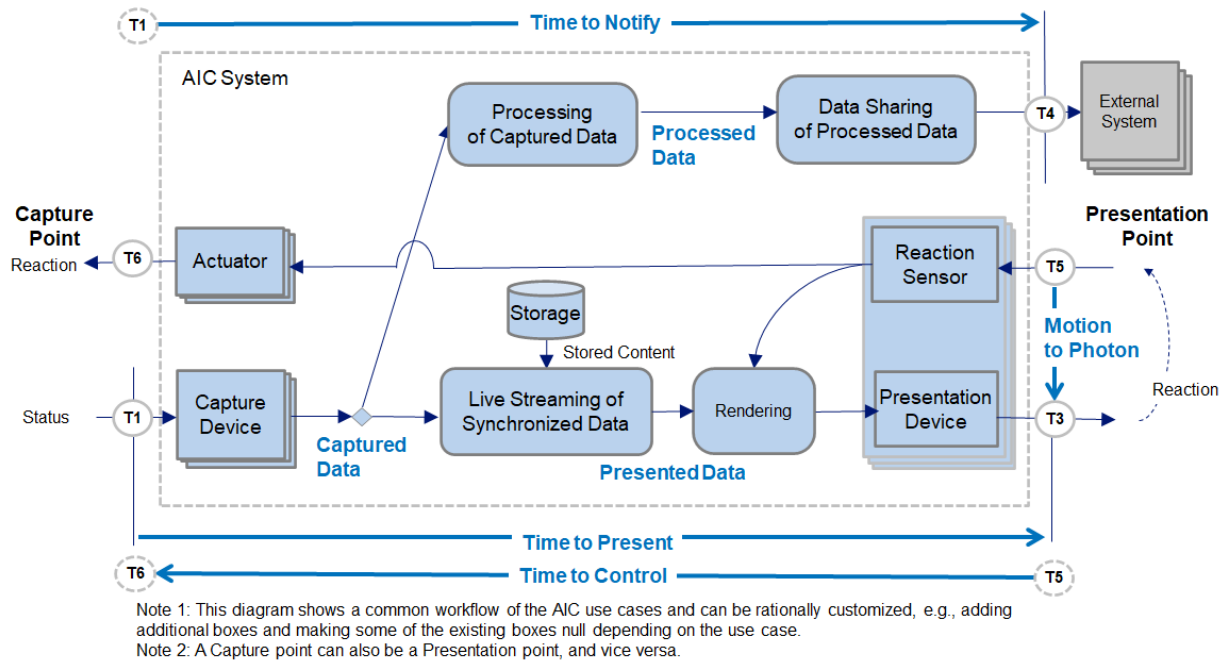 T1
Time to Notify
AIC System
Processing
of Captured Data
Processed
Data
Data Sharing
of Processed Data
T4
External
System
Capture
Point
Reaction
T6
Actuator
Reaction
Sensor
T5
Presentation
Point
Motion
to Photon
Reaction
Storage
Stored Content
Status
T1
Capture
Device
Captured
Data
Live Streaming of
Synchronized Data
Rendering
Presented Data
Presentation
Device
T3
Time to Present
T6
Time to Control
T5
Note 1: This diagram shows a common workflow of the AIC use cases and can be rationally customized, e.g., adding
additional boxes and making some of the existing boxes null depending on the use case.
Note 2: A Capture point can also be a Presentation point, and vice versa.